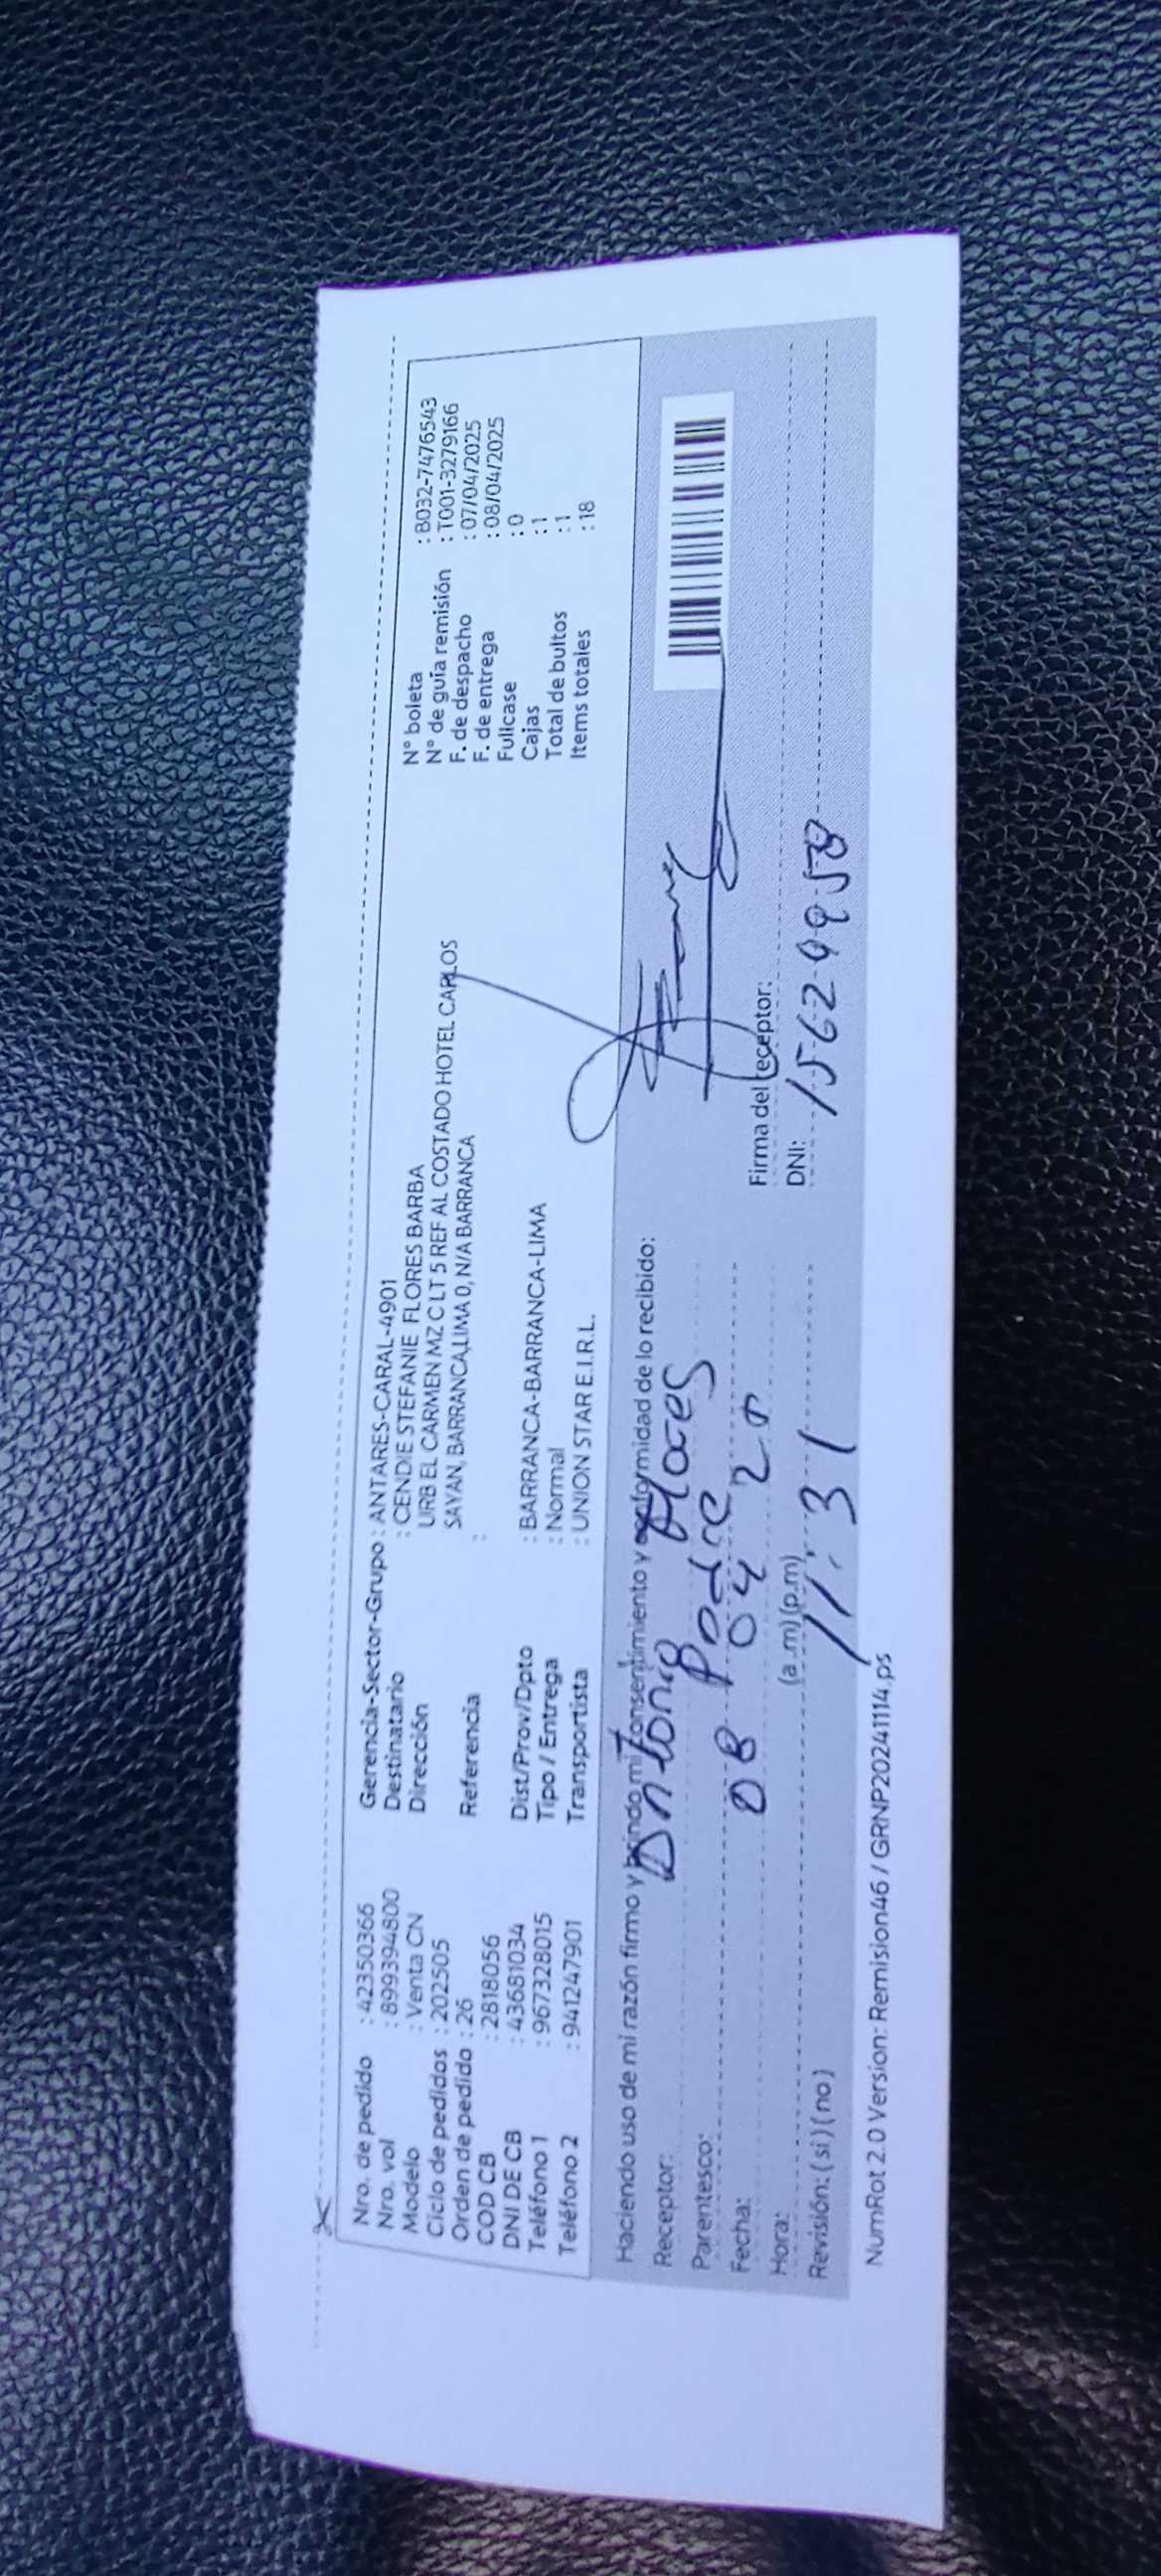 Nro. de pedido : 42350366
Nro. vol : 899394800
Modelo : Venta CN
Ciclo de pedidos : 202505
Orden de pedido : 26
COD CB : 2818056
DNI DE CB : 43681034
Teléfono 1 : 967328015
Teléfono 2 : 941247901
Gerencia-Sector-Grupo : ANTARES-CARAL-4901
Destinatario : CENDIE STEFANIE FLORES BARBA
Dirección URB EL CARMEN MZ C LT 5 REF AL COSTADO HOTEL CARLOS
SAYAN, BARRANCA,LIMA 0, N/A BARRANCA
Referencia :
Dist/Prov/Dpto : BARRANCA-BARRANCA-LIMA
Tipo / Entrega : Normal
Transportista : UNION STAR E.I.R.L.
N° boleta : B032-7476543
N° de guía remisión : T001-3279166
F. de despacho : 07/04/2025
F. de entrega : 08/04/2025
Fullcase : 0
Cajas : 1
Total de bultos : 1
Items totales : 18
Haciendo uso de mi razón firmo y brindo mi consentimiento y conformidad de lo recibido:
Receptor: Antonio Flores
Parentesco: Padre
Fecha: 08 04 20
Hora: (a.m) (p.m) 11:31
Revisión: ( si ) ( no )
Firma del receptor:
DNI:
NumRot 2.0 Version: Remision46 / GRNP20241114.ps